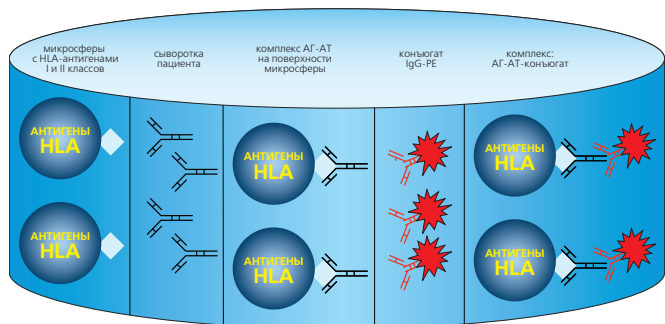 микросферы
с HLA-антигенами
I и II классов
сыворотка
пациента
комплекс АГ-АТ
на поверхности
микросферы
конъюгат
IgG-PE
комплекс:
АГ-АТ-конъюгат
АНТИГЕНЫ
HLA
АНТИГЕНЫ
HLA
АНТИГЕНЫ
HLA
АНТИГЕНЫ
HLA
АНТИГЕНЫ
HLA
АНТИГЕНЫ
HLA